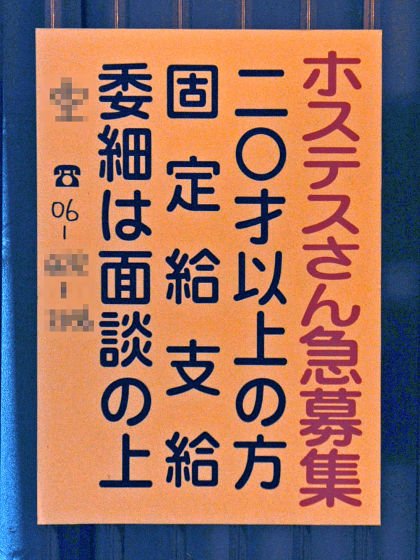 ホステスさん急募集
二〇才以上の方
固定給支給
委細は面談の上
☎06-